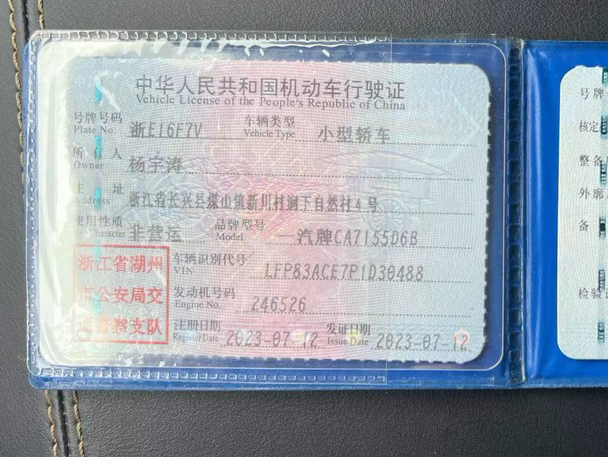 中华人民共和国机动车行驶证
Vehicle License of the People's Republic of China
号牌号码 浙E16F7V 车辆类型 小型轿车
Plate No. Vehicle Type
所有人 杨宇涛
Owner
住址 浙江省长兴县煤山镇新川村涧下自然村4号
Address
使用性质 非营运 品牌型号 一汽牌CA7155D6B
Character Model
浙江省湖州
市公安局交
支队
车辆识别代号 LFP83ACE7P1D30488
VIN
发动机号码 246526
Engine No.
注册日期 2023-07-12 发证日期 2023-07-12
Register Date Issue Date
号牌
核定
整备
外廓
备
检验